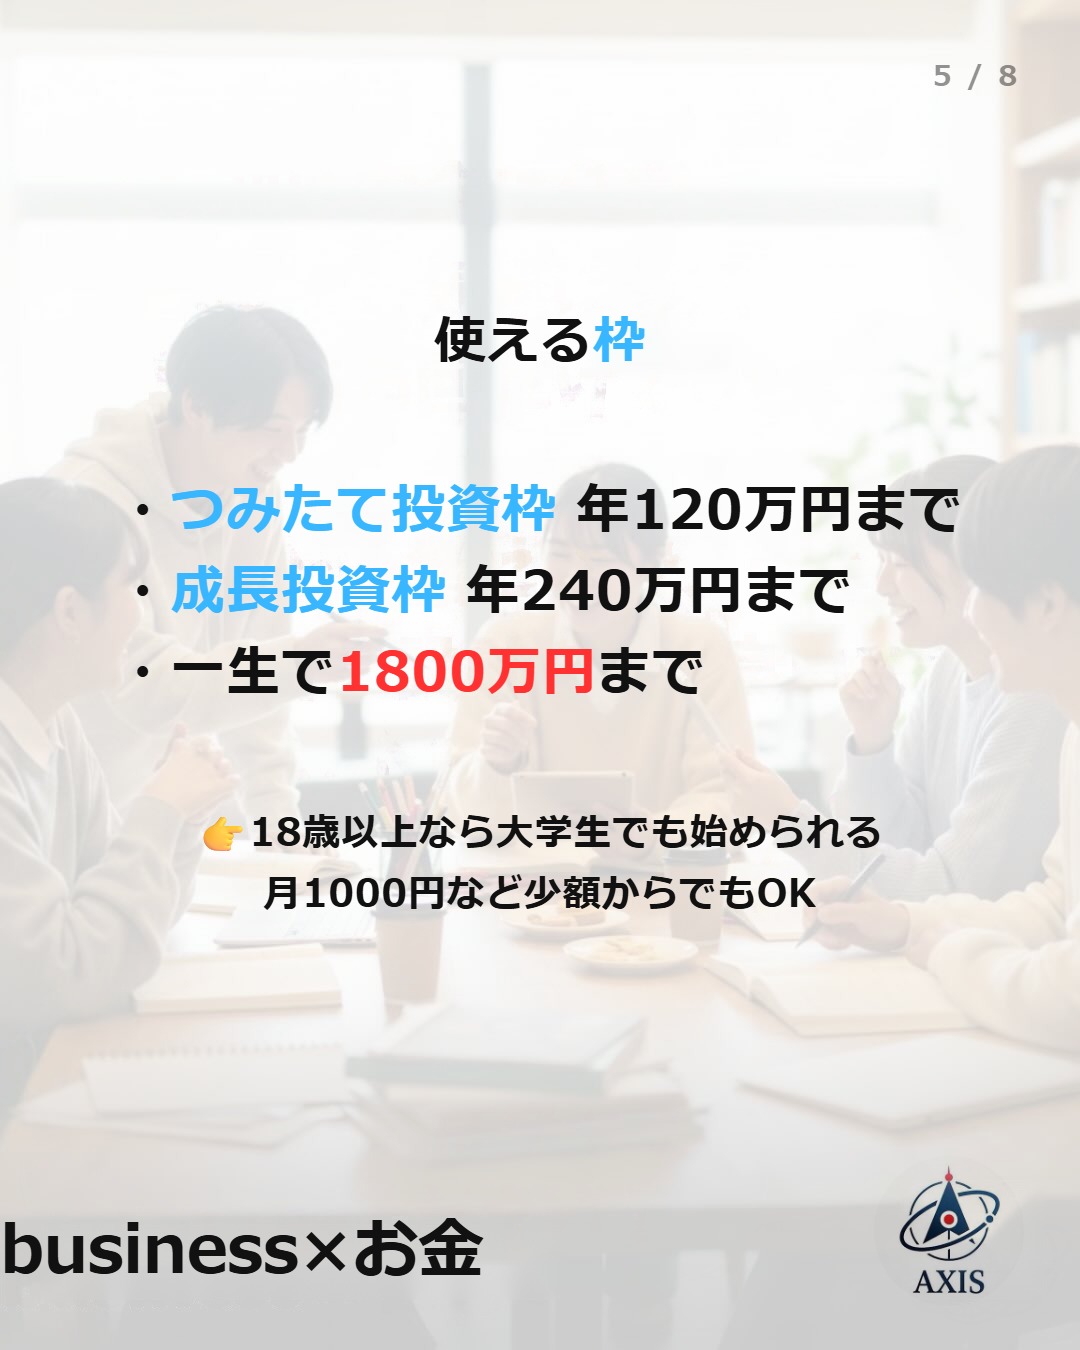 5 / 8
使える枠
・つみたて投資枠 年120万円まで
・成長投資枠 年240万円まで
・一生で1800万円まで
👉18歳以上なら大学生でも始められる
月1000円など少額からでもOK
business×お金
AXIS